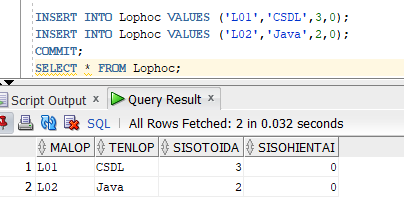 INSERT INTO Lophoc VALUES ('L01','CSDL',3,0);
INSERT INTO Lophoc VALUES ('L02','Java',2,0);
COMMIT;
SELECT * FROM Lophoc;
Script Output x Query Result x
SQL | All Rows Fetched: 2 in 0.032 seconds
MALOP TENLOP SISOTOIDA SISOHIENTAI
1 L01 CSDL 3 0
2 L02 Java 2 0